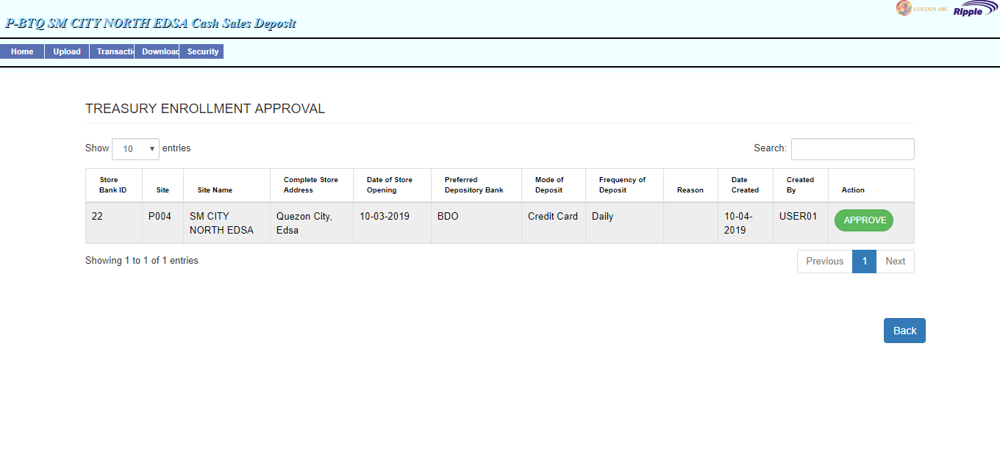 GOLDEN ABC
Ripple
P-BTQ SM CITY NORTH EDSA Cash Sales Deposit
Home Upload Transacti Download Security
TREASURY ENROLLMENT APPROVAL
Show 10 entries Search:
Store Bank ID Site Site Name Complete Store Address Date of Store Opening Preferred Depository Bank Mode of Deposit Frequency of Deposit Reason Date Created Created By Action
22 P004 SM CITY NORTH EDSA Quezon City, Edsa 10-03-2019 BDO Credit Card Daily 10-04-2019 USER01 APPROVE
Showing 1 to 1 of 1 entries Previous 1 Next
Back